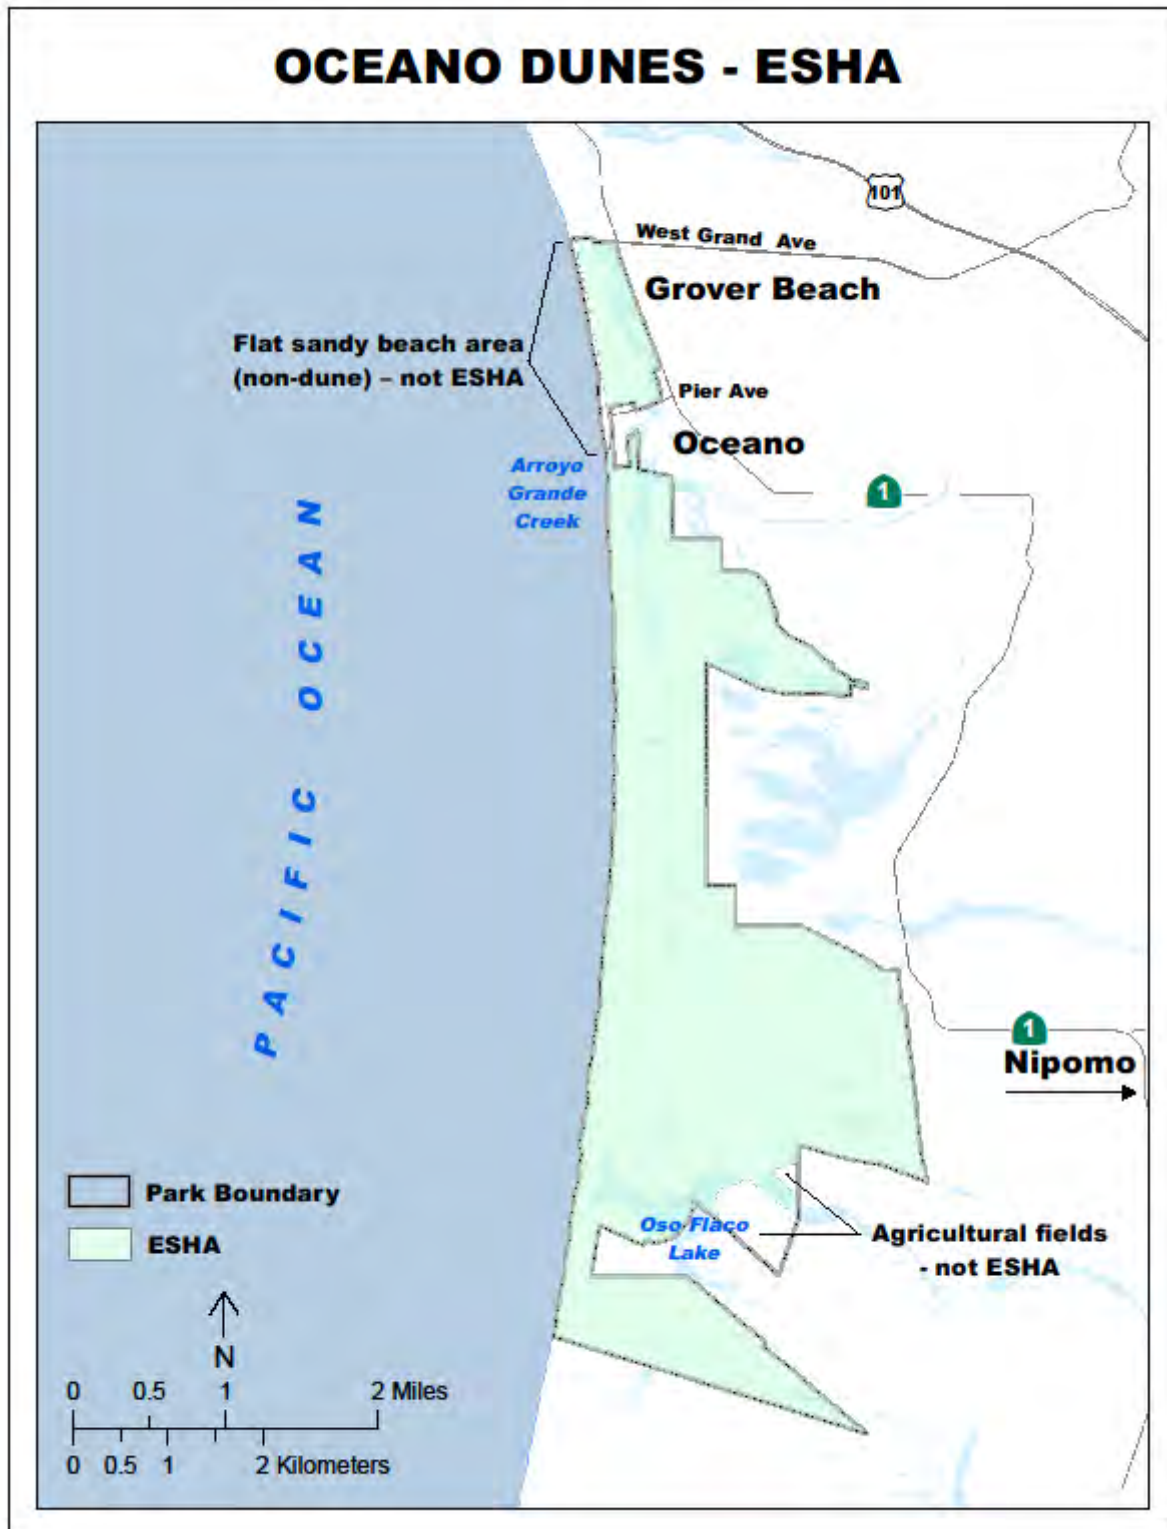 OCEANO DUNES - ESHA
101
West Grand Ave
Grover Beach
Flat sandy beach area
(non-dune) – not ESHA
Pier Ave
Oceano
Arroyo
Grande
Creek
1
PACIFIC OCEAN
1
Nipomo
Park Boundary
ESHA
Oso Flaco
Lake
Agricultural fields
- not ESHA
N
0 0.5 1 2 Miles
0 0.5 1 2 Kilometers